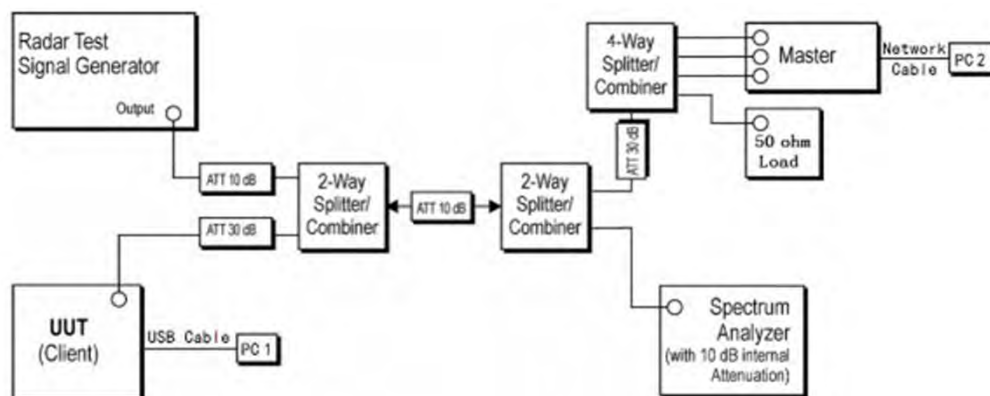 Radar Test
Signal Generator
Output
ATT 10 dB
ATT 30 dB
2-Way
Splitter/
Combiner
ATT 10 dB
2-Way
Splitter/
Combiner
ATT 30 dB
4-Way
Splitter/
Combiner
Master
Network
Cable
PC 2
50 ohm
Load
UUT
(Client)
USB Cable
PC 1
Spectrum
Analyzer
(with 10 dB internal
Attenuation)